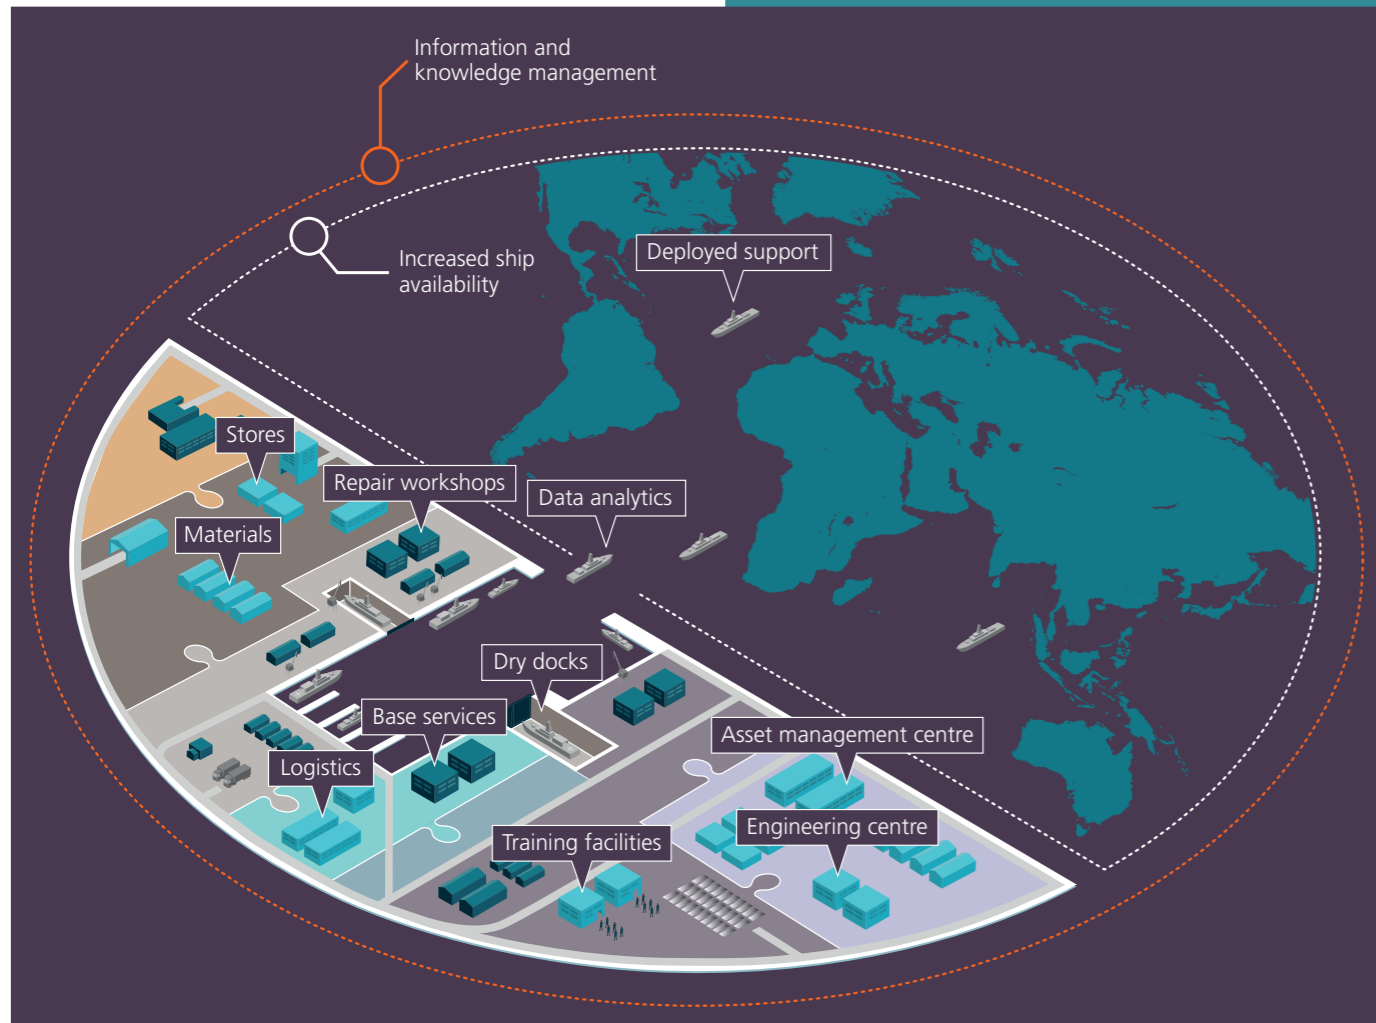 Information and
knowledge management
Increased ship
availability
Deployed support
Stores
Repair workshops
Data analytics
Materials
Dry docks
Base services
Asset management centre
Logistics
Engineering centre
Training facilities